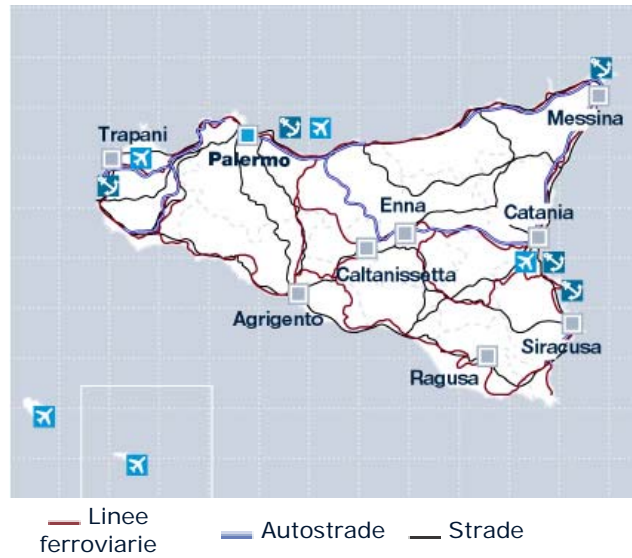 Messina
Trapani
Palermo
Enna
Catania
Caltanissetta
Agrigento
Siracusa
Ragusa
Linee
ferroviarie
Autostrade
Strade